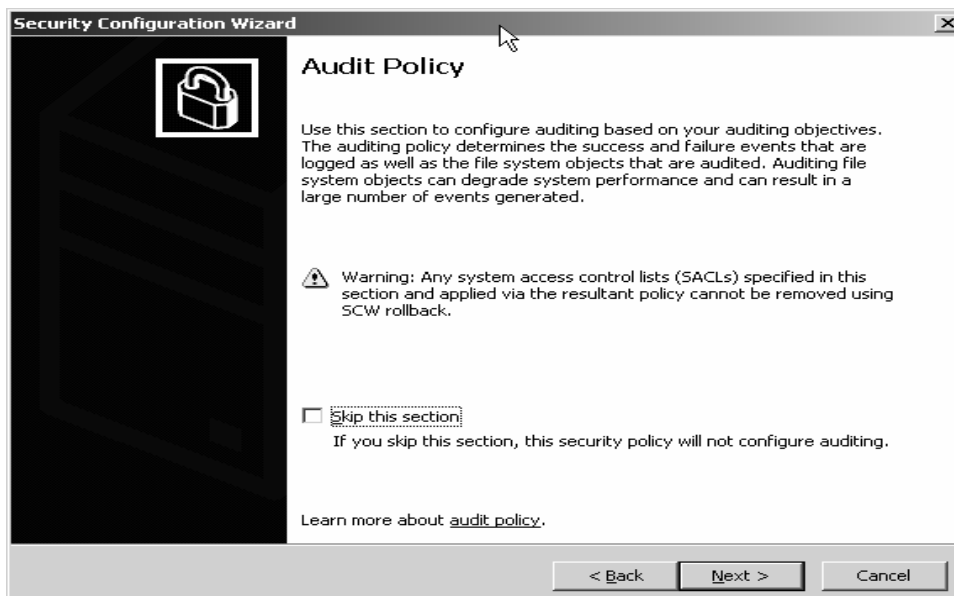 Security Configuration Wizard
Audit Policy
Use this section to configure auditing based on your auditing objectives.
The auditing policy determines the success and failure events that are
logged as well as the file system objects that are audited. Auditing file
system objects can degrade system performance and can result in a
large number of events generated.
Warning: Any system access control lists (SACLs) specified in this
section and applied via the resultant policy cannot be removed using
SCW rollback.
Skip this section
If you skip this section, this security policy will not configure auditing.
Learn more about audit policy.
< Back Next > Cancel